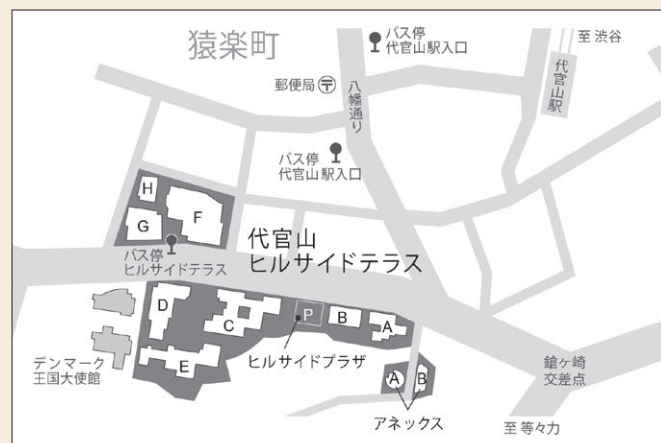 猿楽町
バス停
代官山駅入口
至 渋谷
代官山駅
郵便局〒
八幡通り
バス停
代官山駅入口
H
G
F
バス停
ヒルサイドテラス
代官山
ヒルサイドテラス
D
C
P
B
A
E
ヒルサイドプラザ
デンマーク
王国大使館
A
B
アネックス
鎗ヶ崎
交差点
至 等々力